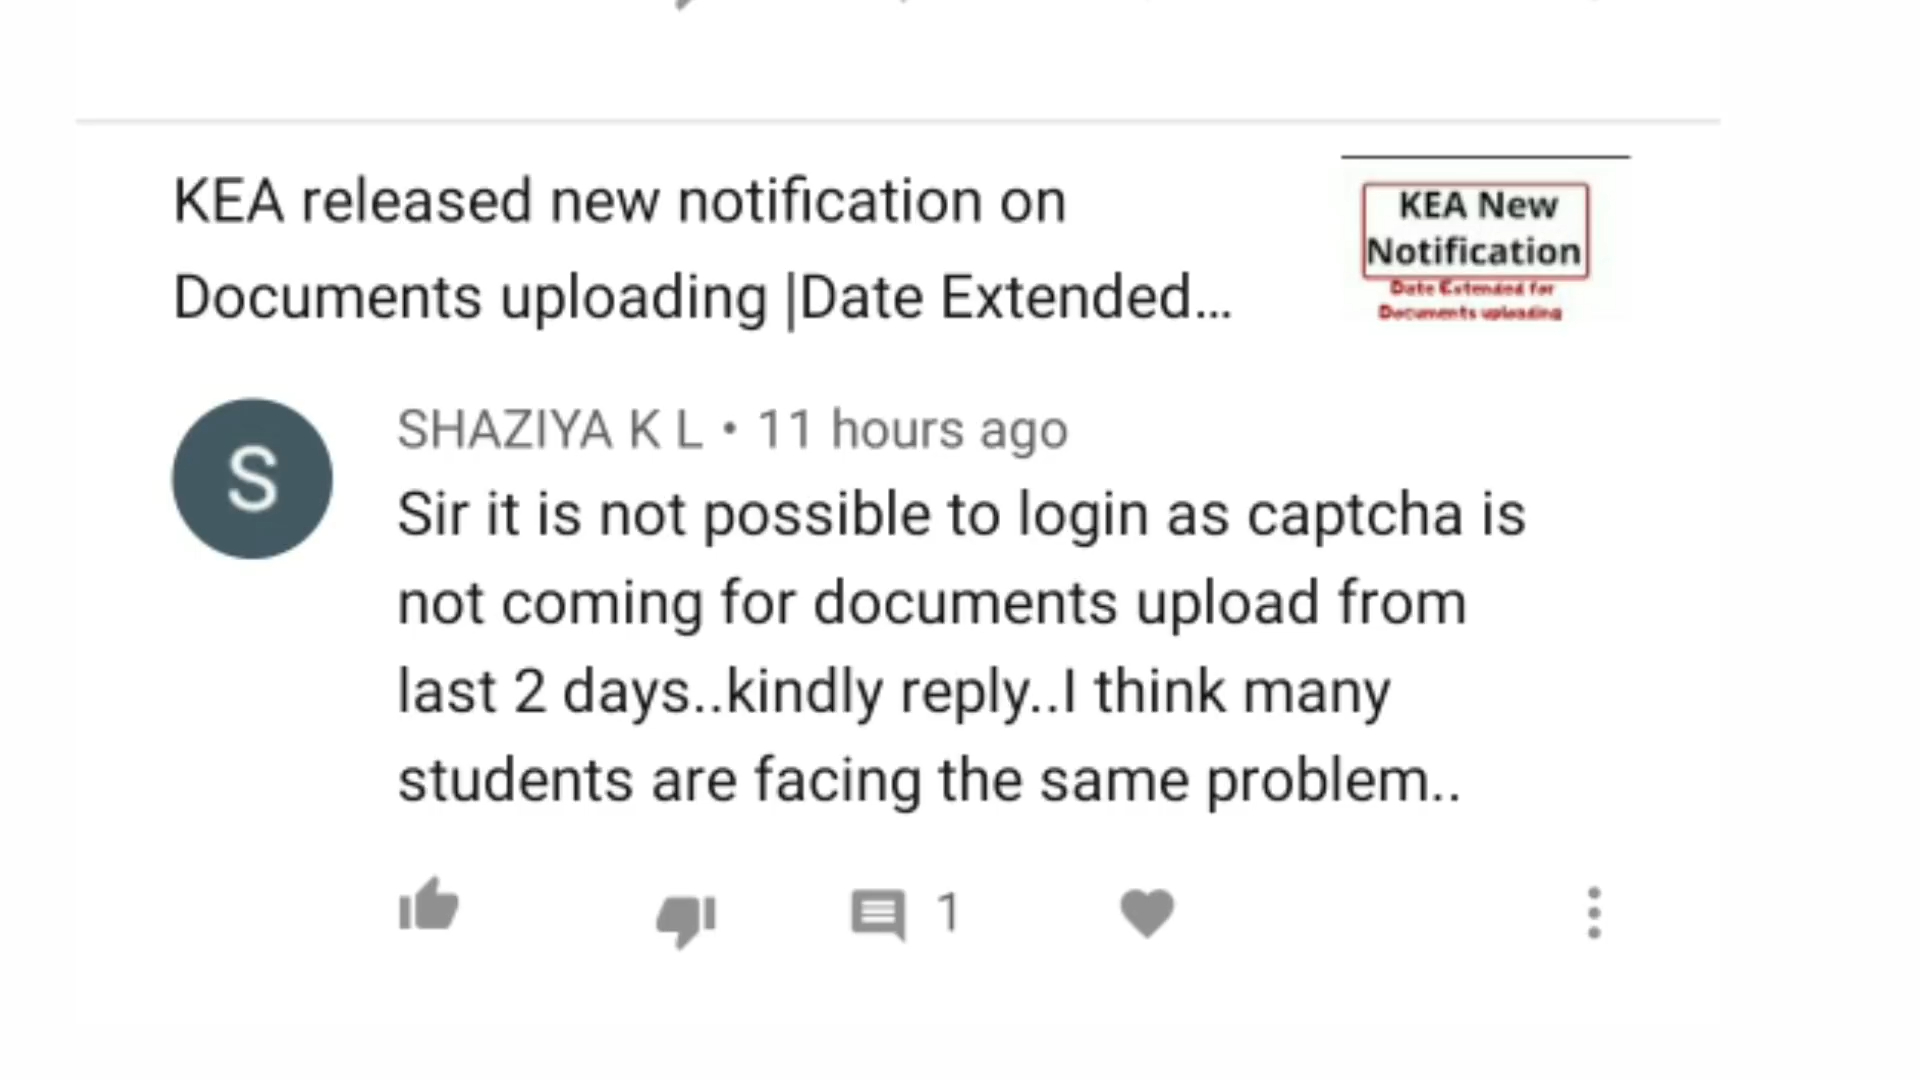 KEA released new notification on
Documents uploading |Date Extended...
KEA New
Notification
Date Extended for
Documents uploading
S
SHAZIYA K L • 11 hours ago
Sir it is not possible to login as captcha is
not coming for documents upload from
last 2 days..kindly reply..I think many
students are facing the same problem..
1